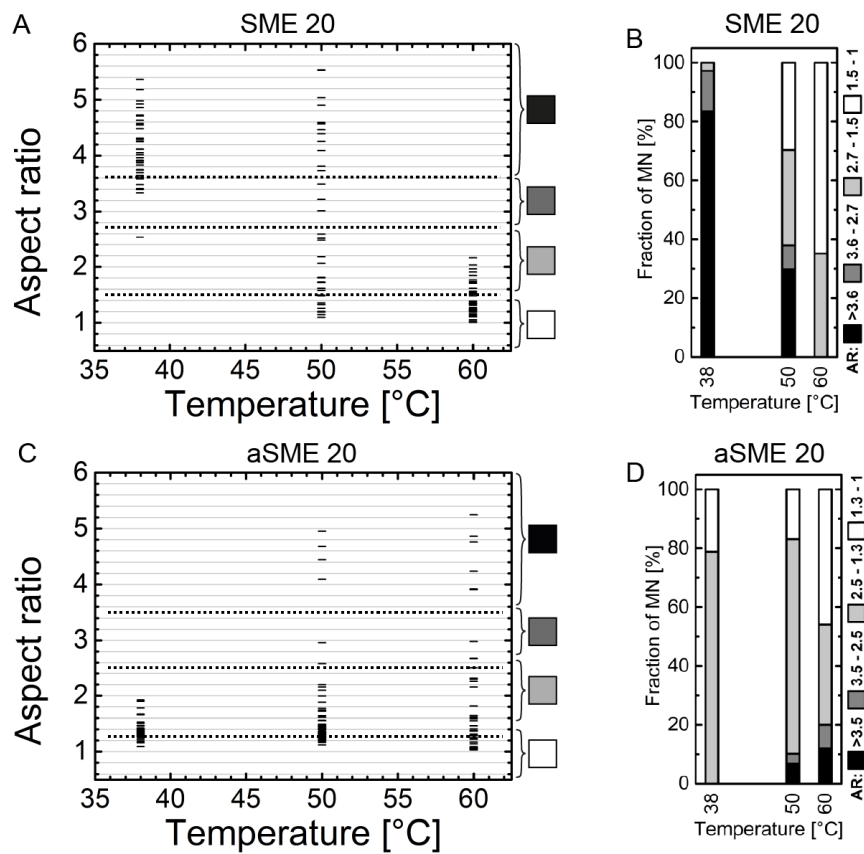 A
SME 20
6
5
4
3
2
1
Aspect ratio
35 40 45 50 55 60
Temperature [°C]
B
SME 20
100
80
60
40
20
0
Fraction of MN [%]
38 50 60
Temperature [°C]
AR: >3.6 3.6 - 2.7 2.7 - 1.5 1.5 - 1
C
aSME 20
6
5
4
3
2
1
Aspect ratio
35 40 45 50 55 60
Temperature [°C]
D
aSME 20
100
80
60
40
20
0
Fraction of MN [%]
38 50 60
Temperature [°C]
AR: >3.5 3.5 - 2.5 2.5 - 1.3 1.3 - 1